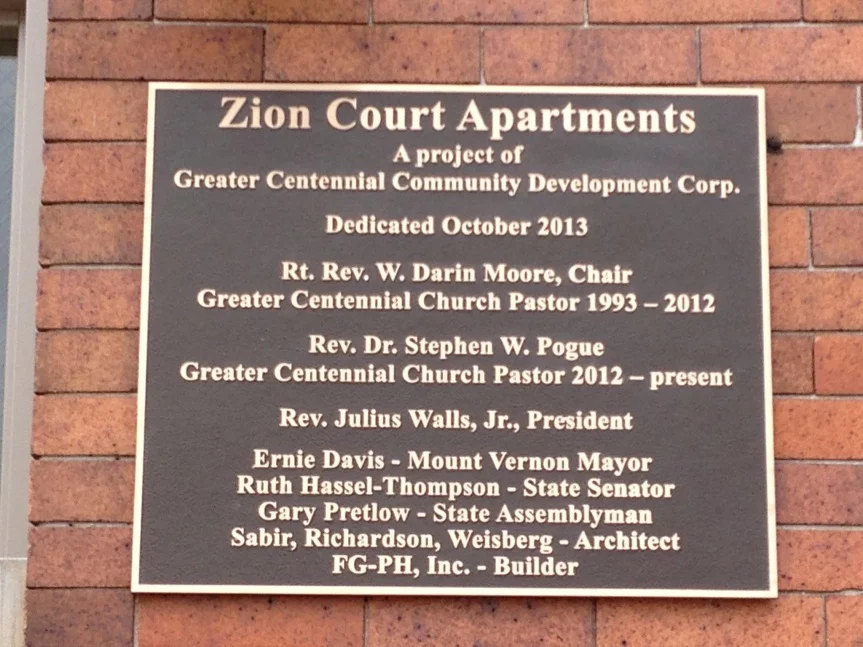 Zion Court Apartments
A project of
Greater Centennial Community Development Corp.
Dedicated October 2013
Rt. Rev. W. Darin Moore, Chair
Greater Centennial Church Pastor 1993 – 2012
Rev. Dr. Stephen W. Pogue
Greater Centennial Church Pastor 2012 – present
Rev. Julius Walls, Jr., President
Ernie Davis - Mount Vernon Mayor
Ruth Hassel-Thompson - State Senator
Gary Pretlow - State Assemblyman
Sabir, Richardson, Weisberg - Architect
FG-PH, Inc. - Builder